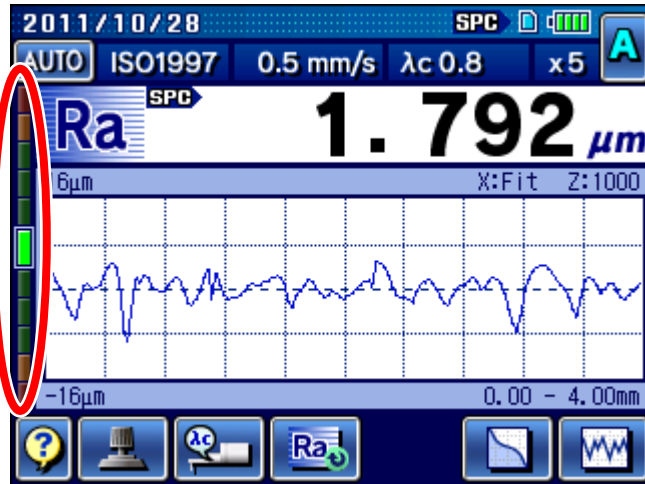 2011/10/28 SPC
AUTO ISO1997 0.5 mm/s λc 0.8 x5 A
Ra SPC 1.792 μm
6μm X:Fit Z:1000
-16μm 0.00 - 4.00mm
? λc Ra